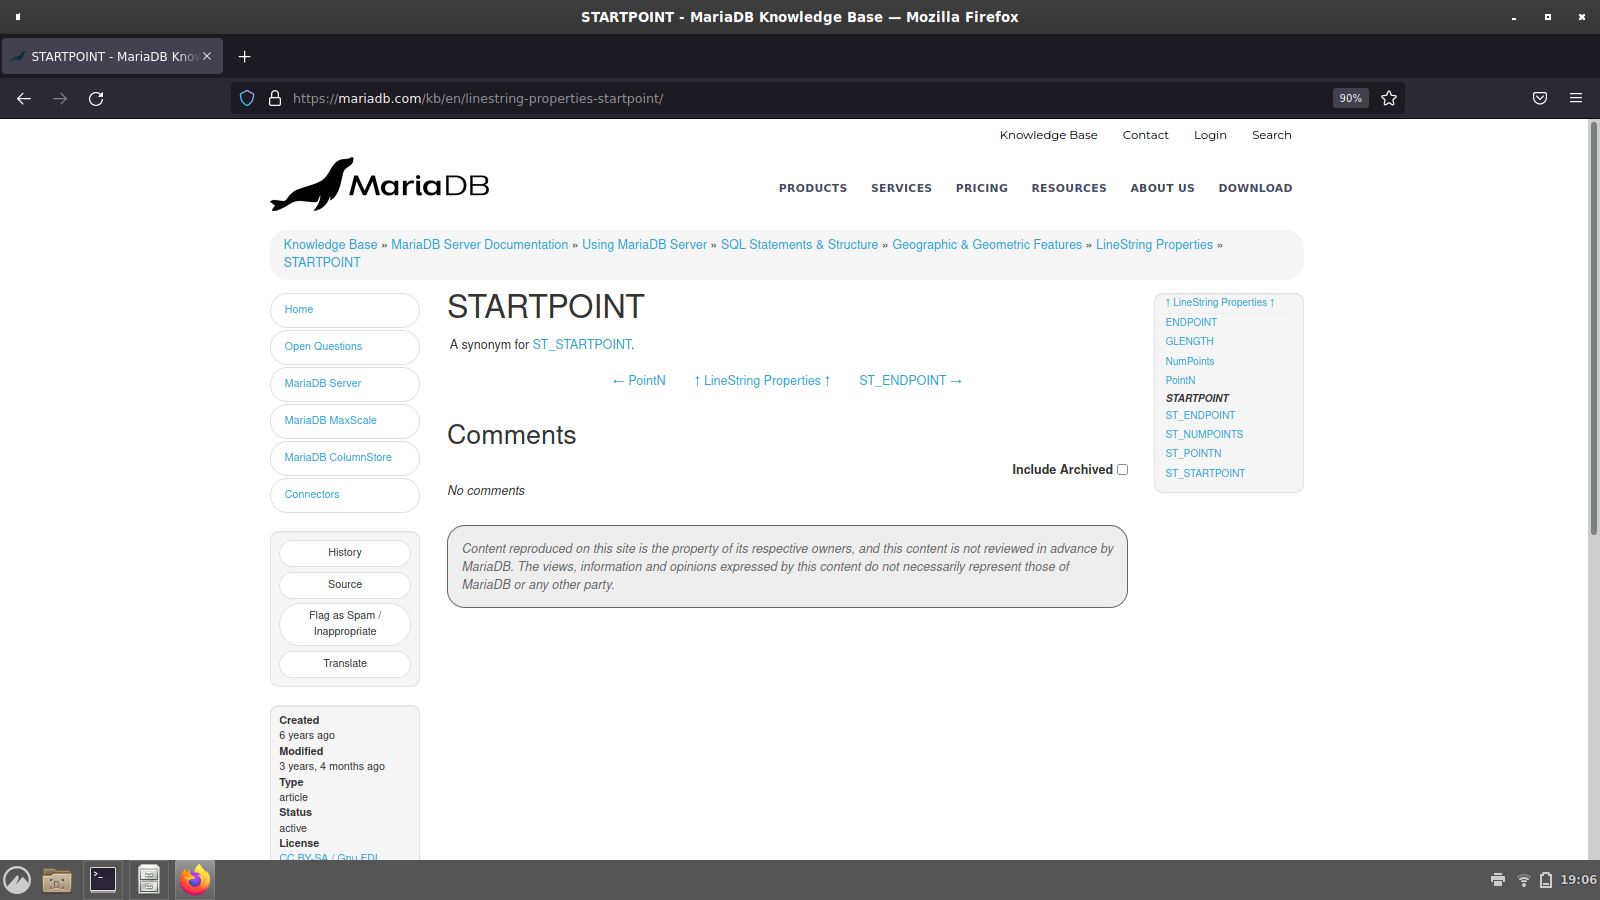 STARTPOINT - MariaDB Knowledge Base — Mozilla Firefox
STARTPOINT - MariaDB Know
https://mariadb.com/kb/en/linestring-properties-startpoint/
90%
Knowledge Base Contact Login Search
MariaDB
PRODUCTS SERVICES PRICING RESOURCES ABOUT US DOWNLOAD
Knowledge Base » MariaDB Server Documentation » Using MariaDB Server » SQL Statements & Structure » Geographic & Geometric Features » LineString Properties »
STARTPOINT
Home
Open Questions
MariaDB Server
MariaDB MaxScale
MariaDB ColumnStore
Connectors
History
Source
Flag as Spam /
Inappropriate
Translate
Created
6 years ago
Modified
3 years, 4 months ago
Type
article
Status
active
License
CC BY-SA / Gnu FDL
STARTPOINT
A synonym for ST_STARTPOINT.
← PointN ↑ LineString Properties ↑ ST_ENDPOINT →
Comments
Include Archived
No comments
Content reproduced on this site is the property of its respective owners, and this content is not reviewed in advance by
MariaDB. The views, information and opinions expressed by this content do not necessarily represent those of
MariaDB or any other party.
↑ LineString Properties ↑
ENDPOINT
GLENGTH
NumPoints
PointN
STARTPOINT
ST_ENDPOINT
ST_NUMPOINTS
ST_POINTN
ST_STARTPOINT
19:06